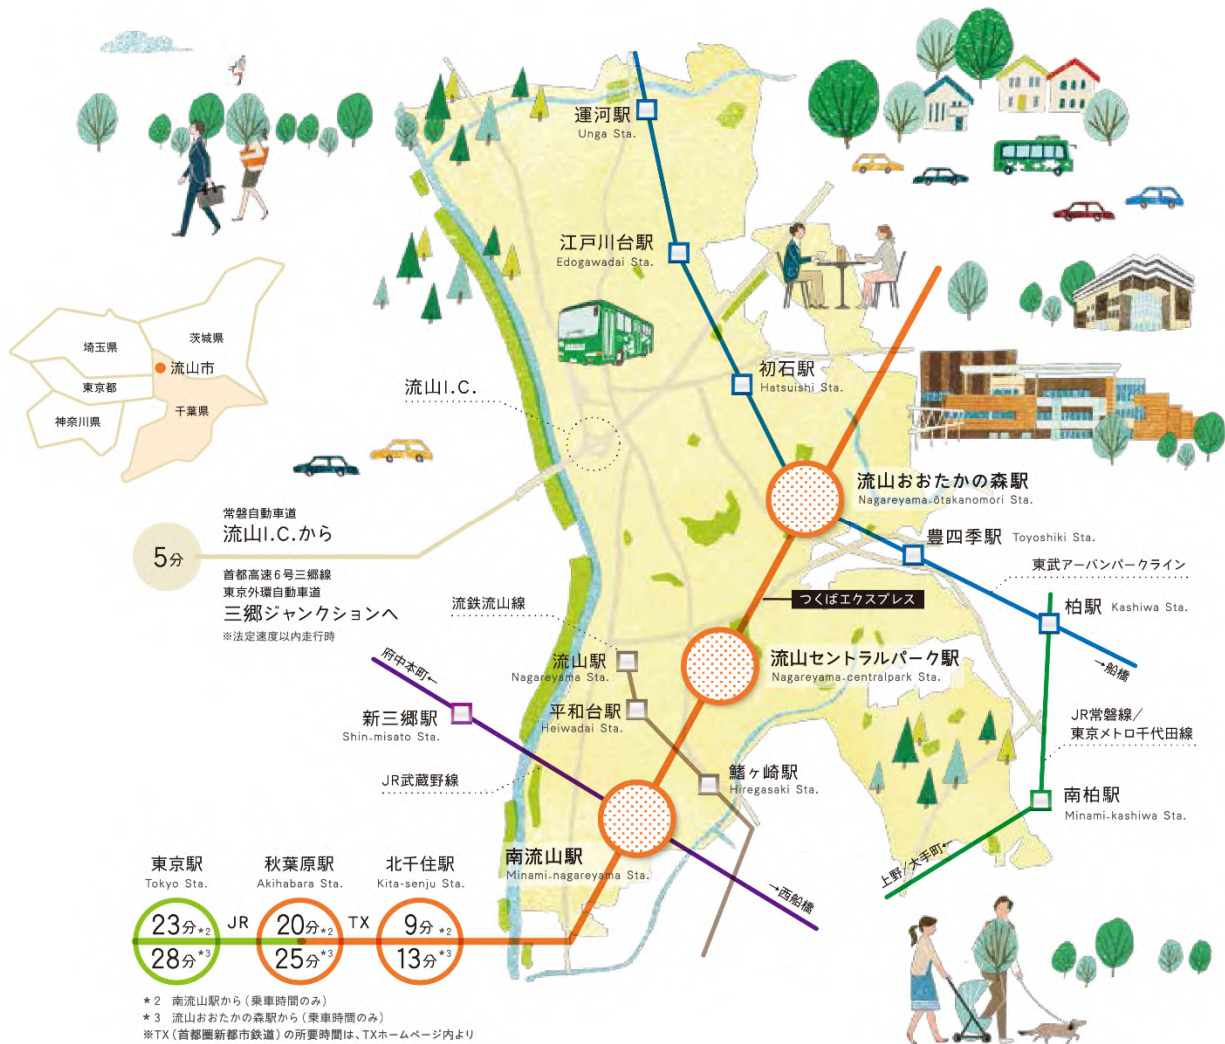 運河駅
Unga Sta.
江戸川台駅
Edogawadai Sta.
初石駅
Hatsuishi Sta.
埼玉県
茨城県
流山市
東京都
千葉県
神奈川県
流山I.C.
流山おおたかの森駅
Nagareyama-ōtakanomori Sta.
豊四季駅
Toyoshiki Sta.
東武アーバンパークライン
柏駅
Kashiwa Sta.
→船橋
つくばエクスプレス
5分
常磐自動車道
流山I.C.から
首都高速6号三郷線
東京外環自動車道
三郷ジャンクションへ
※法定速度以内走行時
流鉄流山線
流山駅
Nagareyama Sta.
平和台駅
Heiwadai Sta.
流山セントラルパーク駅
Nagareyama-centralpark Sta.
府中本町←
新三郷駅
Shin-misato Sta.
JR武蔵野線
鰭ヶ崎駅
Hiregasaki Sta.
JR常磐線/
東京メトロ千代田線
南柏駅
Minami-kashiwa Sta.
上野/大手町←
南流山駅
Minami-nagareyama Sta.
→西船橋
東京駅
Tokyo Sta.
秋葉原駅
Akihabara Sta.
北千住駅
Kita-senju Sta.
23分*2
JR
20分*2
TX
9分*2
28分*3
25分*3
13分*3
*2 南流山駅から(乗車時間のみ)
*3 流山おおたかの森駅から(乗車時間のみ)
※TX(首都圏新都市鉄道)の所要時間は、TXホームページ内より